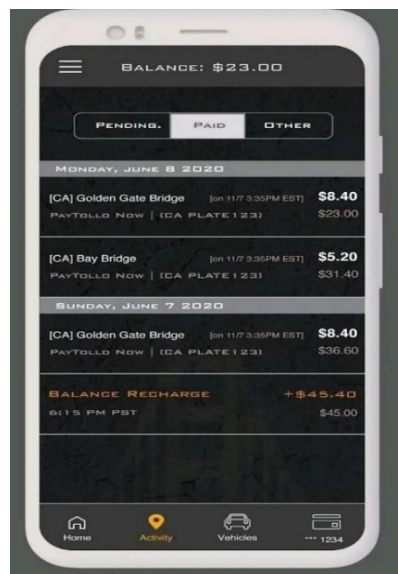 BALANCE: $23.00
PENDING. PAID OTHER
MONDAY, JUNE 8 2020
[CA] Golden Gate Bridge [on 11/7 3:35PM EST] $8.40
PAYTOLLO NOW | [CA PLATE123] $23.00
[CA] Bay Bridge [on 11/7 3:35PM EST] $5.20
PAYTOLLO NOW | [CA PLATE123] $31.40
SUNDAY, JUNE 7 2020
[CA] Golden Gate Bridge [on 11/7 3:35PM EST] $8.40
PAYTOLLO NOW | [CA PLATE123] $36.60
BALANCE RECHARGE +$45.40
6:15 PM PST $45.00
Home Activity Vehicles *** 1234